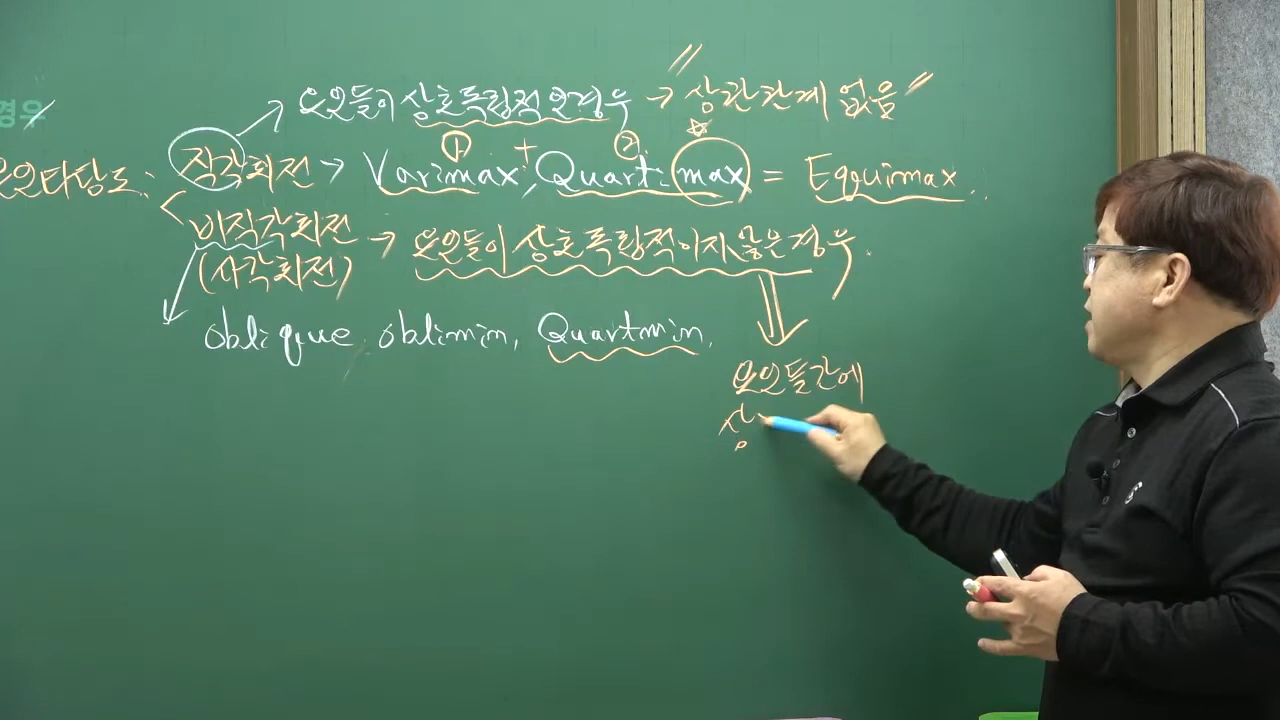 경우
요인들이 상호독립적인경우 → "상관관계 없음"
요인타당도: 직각회전 → Varimax, + Quartimax = Equimax.
① ②
비직각회전 → 요인들이 상호독립적이지 않은 경우.
(사각회전)
oblique, oblimin, Quartmin,
요인들간에
상